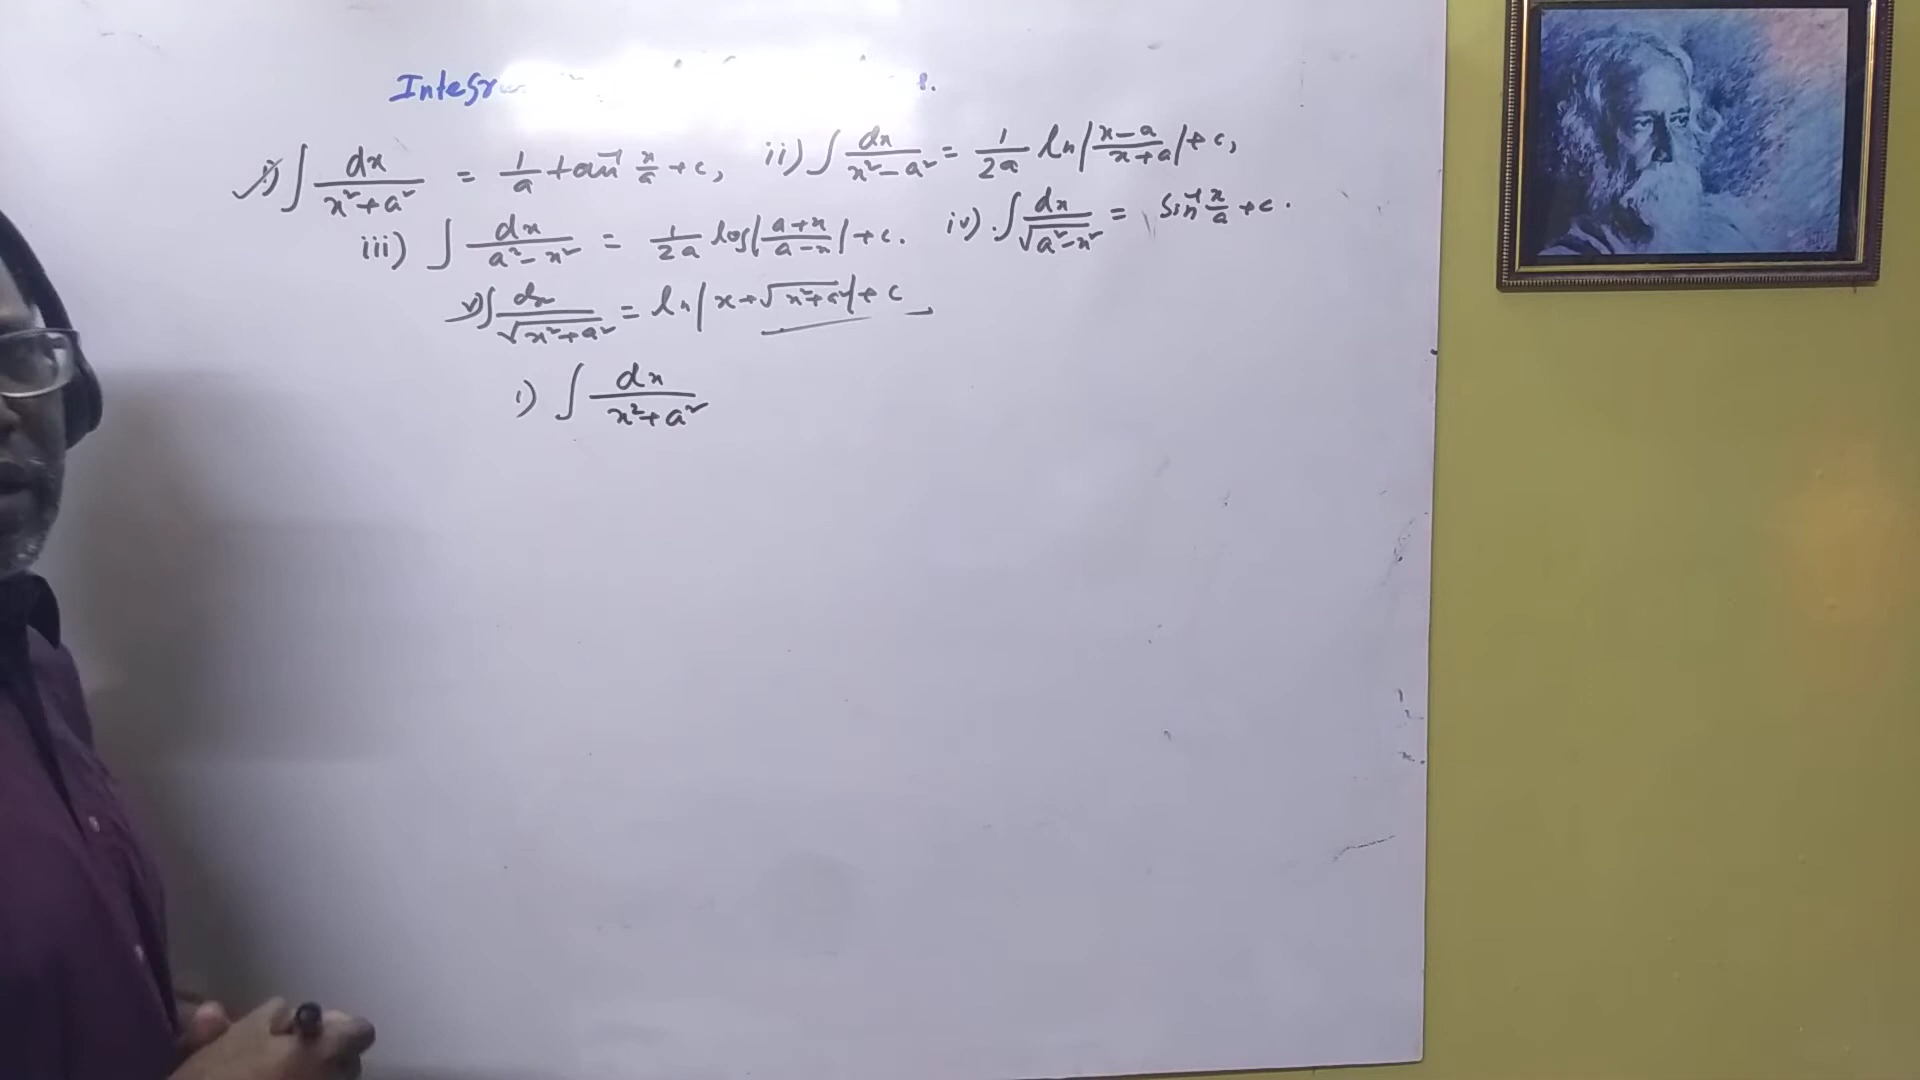 i) ∫ dx / x²+a² = 1/a tan⁻¹ x/a + c, ii) ∫ dx / x²-a² = 1/2a ln|x-a / x+a| + c,
iii) ∫ dx / a²-x² = 1/2a log|a+x / a-x| + c. iv) ∫ dx / √a²-x² = sin⁻¹ x/a + c.
v) ∫ dx / √x²+a² = ln|x+√x²+a²| + c
1) ∫ dx / x²+a²